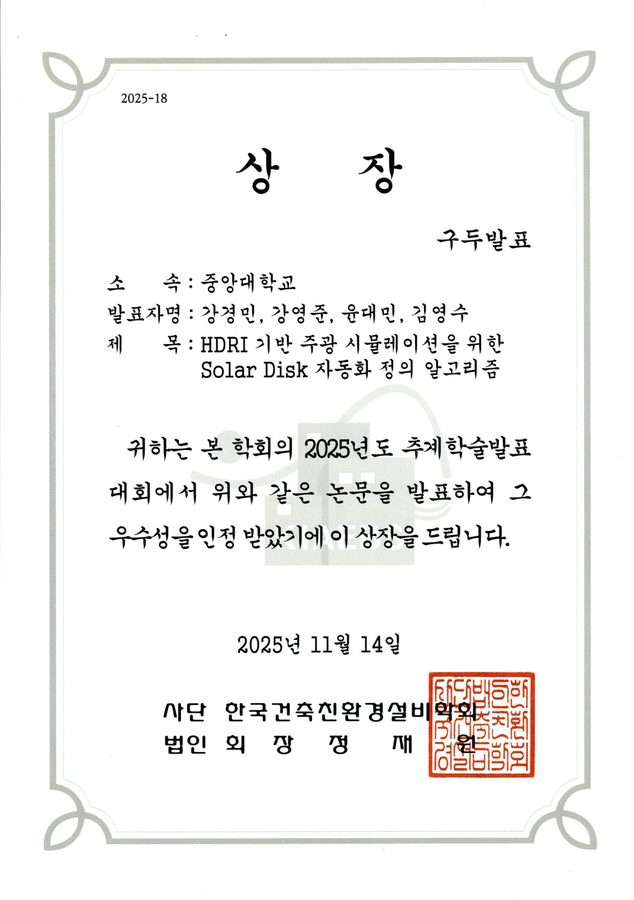 2025-18
상 장
구두발표
소 속 : 중앙대학교
발표자명 : 강경민, 강영준, 윤대민, 김영수
제 목 : HDRI 기반 주광 시뮬레이션을 위한
Solar Disk 자동화 정의 알고리즘
귀하는 본 학회의 2025년도 추계학술발표
대회에서 위와 같은 논문을 발표하여 그
우수성을 인정 받았기에 이 상장을 드립니다.
2025년 11월 14일
사단 한국건축친환경설비학회
법인 회 장 정 재 원